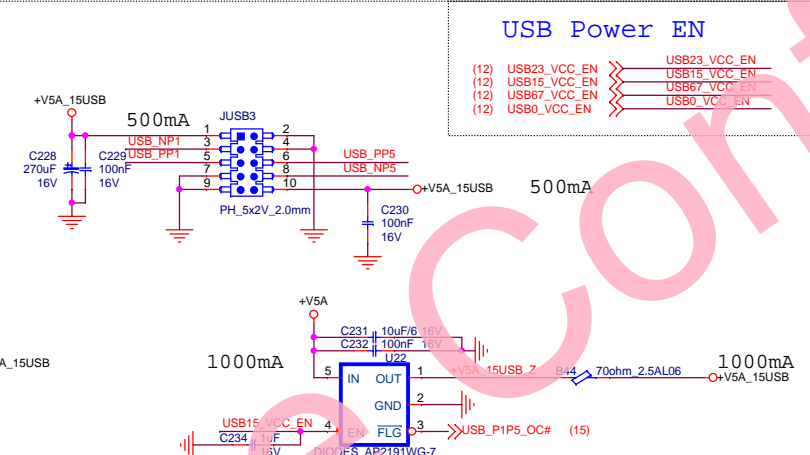 USB Power EN
(12) USB23_VCC_EN USB23_VCC_EN
(12) USB15_VCC_EN USB15_VCC_EN
(12) USB67_VCC_EN USB67_VCC_EN
(12) USB0_VCC_EN USB0_VCC_EN
+V5A_15USB
500mA
JUSB3
1 2
USB_NP1 3 4
C228 C229 USB_PP1 5 6 USB_PP5
270uF 100nF 7 8 USB_NP5
16V 16V 9 10 +V5A_15USB
500mA
PH_5x2V_2.0mm
C230
100nF
16V
+V5A
C231 10uF/6 16V
C232 100nF 16V
U22
A_15USB
1000mA
1000mA
5 IN OUT 1 +V5A_15USB_Z B44 70ohm_2.5AL06 +V5A_15USB
GND 2
USB15_VCC_EN 4 EN FLG 3 USB_P1P5_OC# (15)
C234 1uF
16V
DIODES_AP2191WG-7